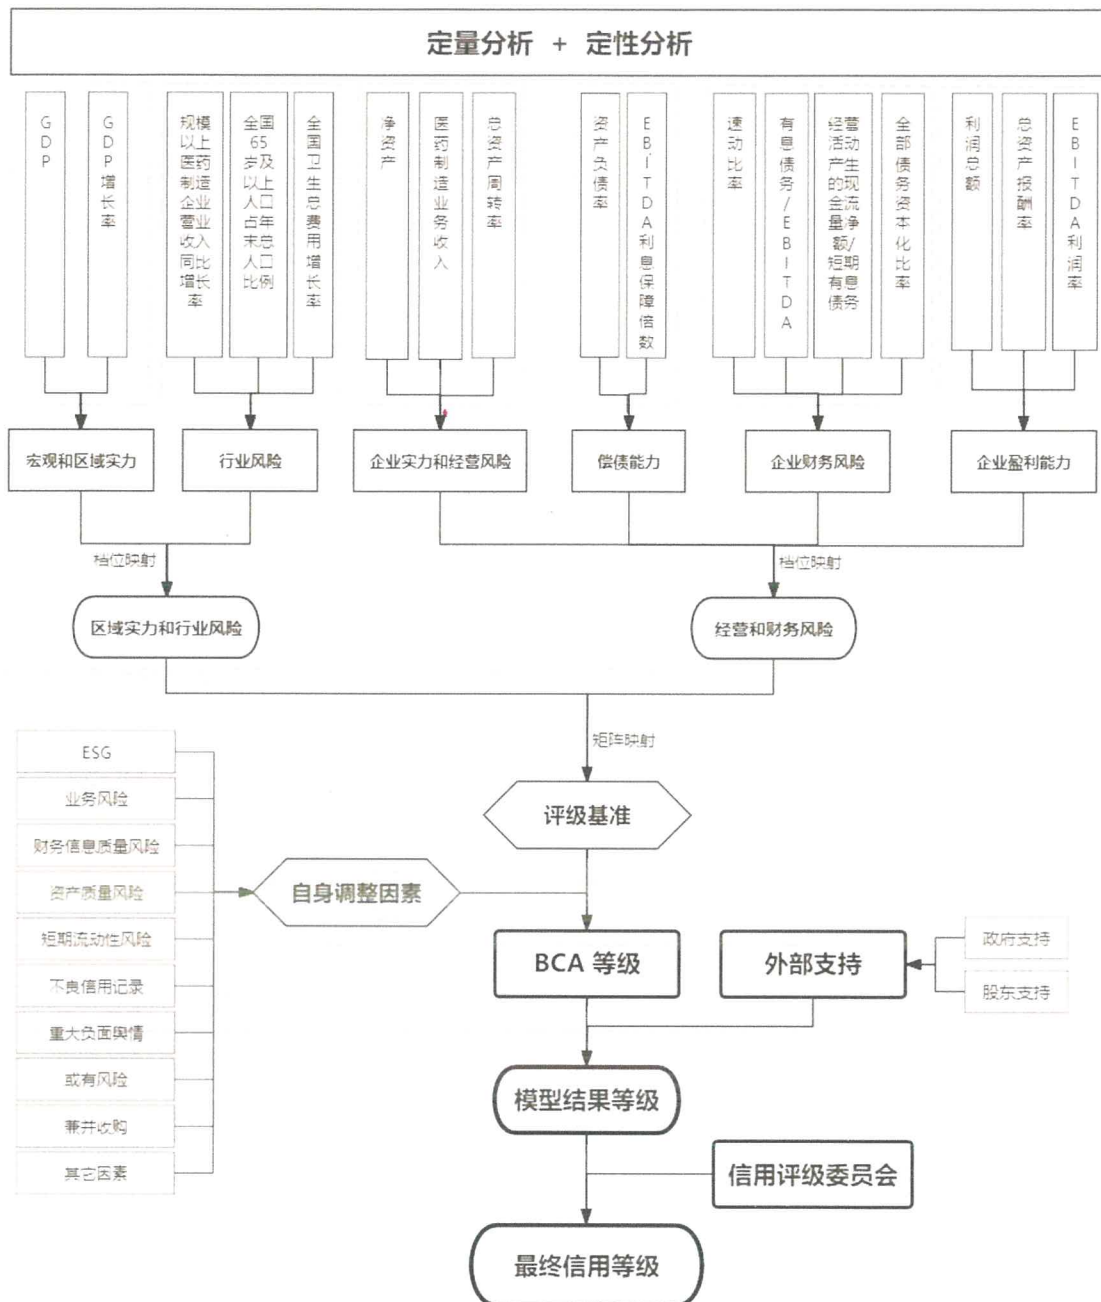 定量分析 + 定性分析
GDP
GDP增长率
规模以上医药制造企业营业收入同比增长率
全国65岁及以上人口占年末总人口比例
全国卫生总费用增长率
净资产
医药制造业务收入
总资产周转率
资产负债率
EBITDA利息保障倍数
速动比率
有息债务/EBITDA
经营活动产生的现金流量净额/短期有息债务
全部债务资本化比率
利润总额
总资产报酬率
EBITDA利润率
宏观和区域实力
行业风险
企业实力和经营风险
偿债能力
企业财务风险
企业盈利能力
档位映射
档位映射
区域实力和行业风险
经营和财务风险
矩阵映射
ESG
业务风险
财务信息质量风险
资产质量风险
短期流动性风险
不良信用记录
重大负面舆情
或有风险
兼并收购
其它因素
自身调整因素
评级基准
BCA 等级
外部支持
政府支持
股东支持
模型结果等级
信用评级委员会
最终信用等级